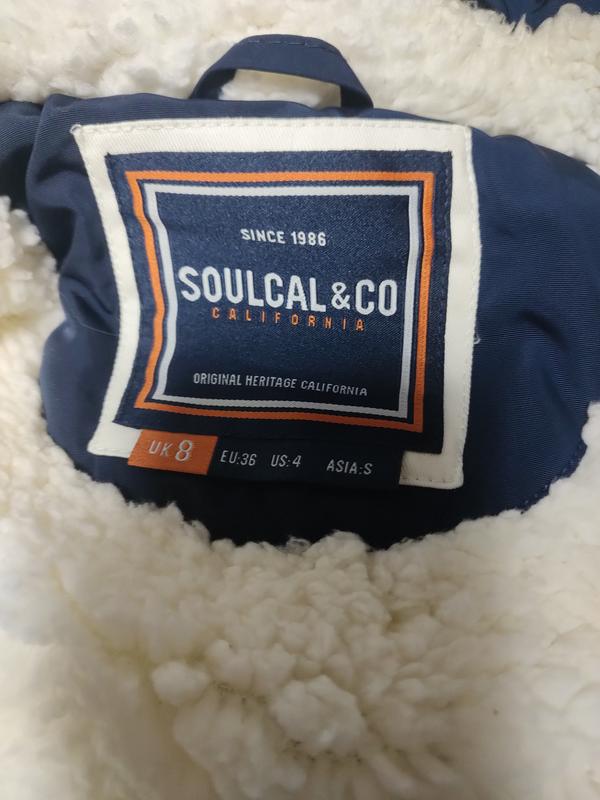 SINCE 1986
SOULCAL&CO
CALIFORNIA
ORIGINAL HERITAGE CALIFORNIA
UK 8 EU:36 US:4 ASIA:S